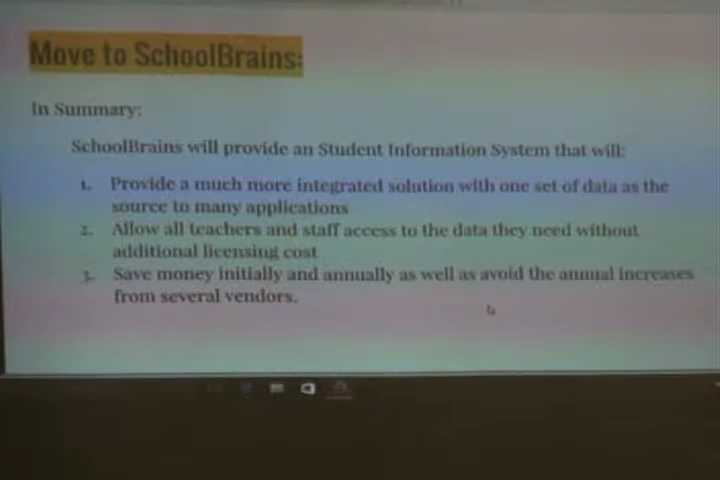 Move to SchoolBrains:
In Summary:
SchoolBrains will provide an Student Information System that will:
1. Provide a much more integrated solution with one set of data as the
source to many applications
2. Allow all teachers and staff access to the data they need without
additional licensing cost
3. Save money initially and annually as well as avoid the annual increases
from several vendors.